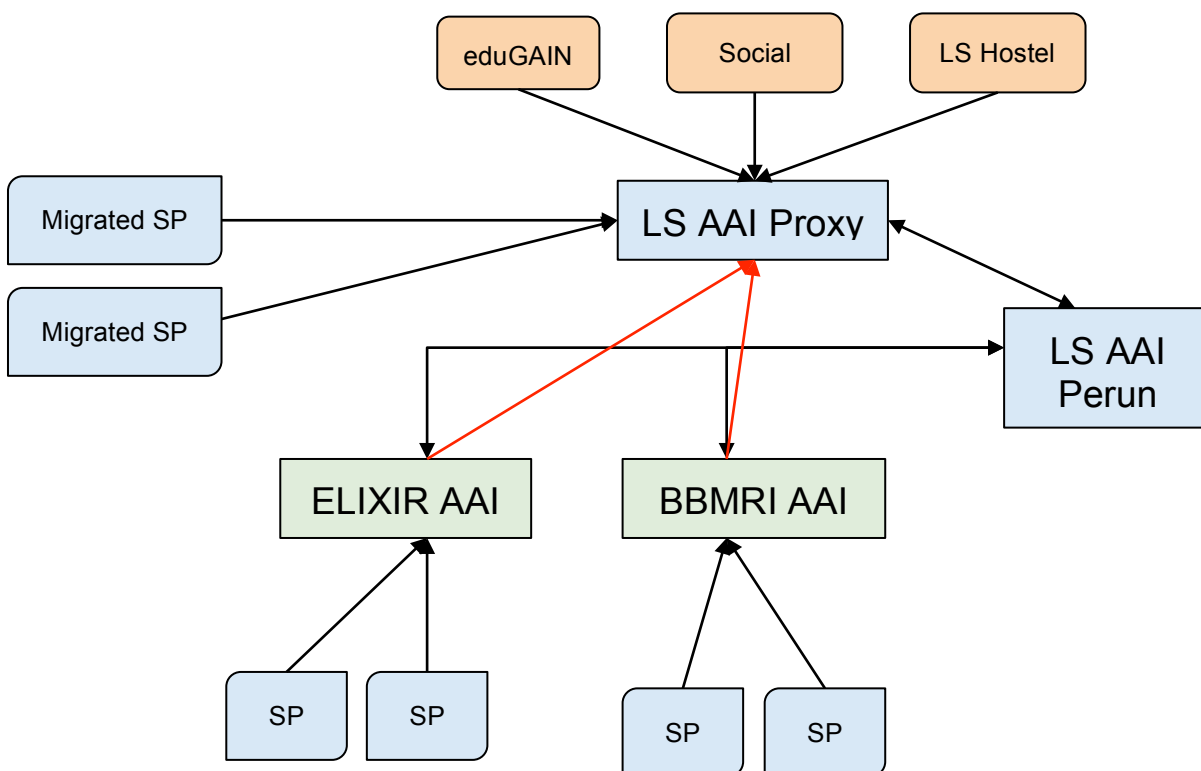 eduGAIN
Social
LS Hostel
Migrated SP
LS AAI Proxy
Migrated SP
LS AAI
Perun
ELIXIR AAI
BBMRI AAI
SP
SP
SP
SP